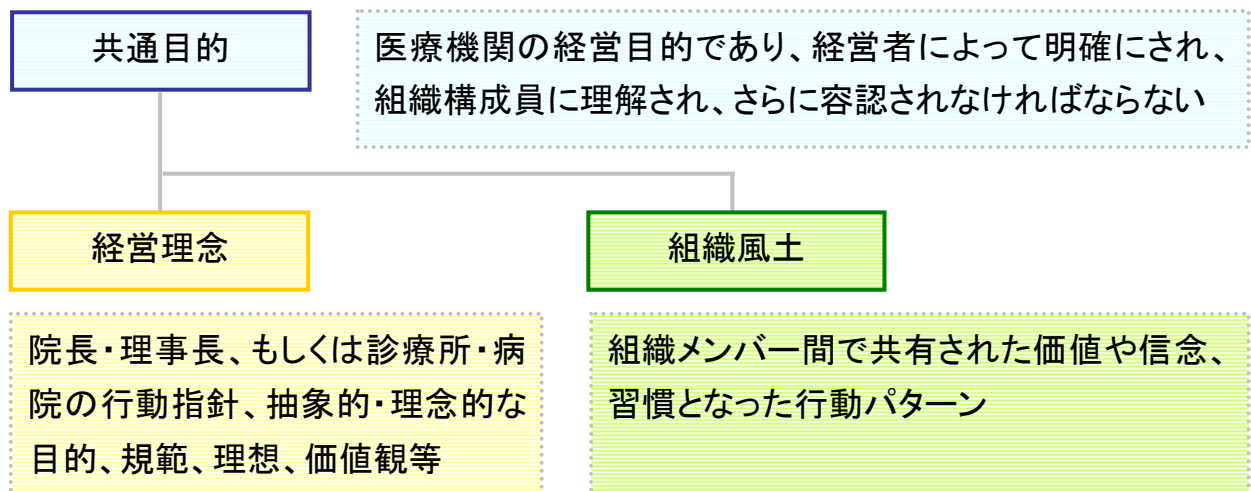 共通目的
医療機関の経営目的であり、経営者によって明確にされ、
組織構成員に理解され、さらに容認されなければならない
経営理念
組織風土
院長・理事長、もしくは診療所・病
院の行動指針、抽象的・理念的な
目的、規範、理想、価値観等
組織メンバー間で共有された価値や信念、
習慣となった行動パターン